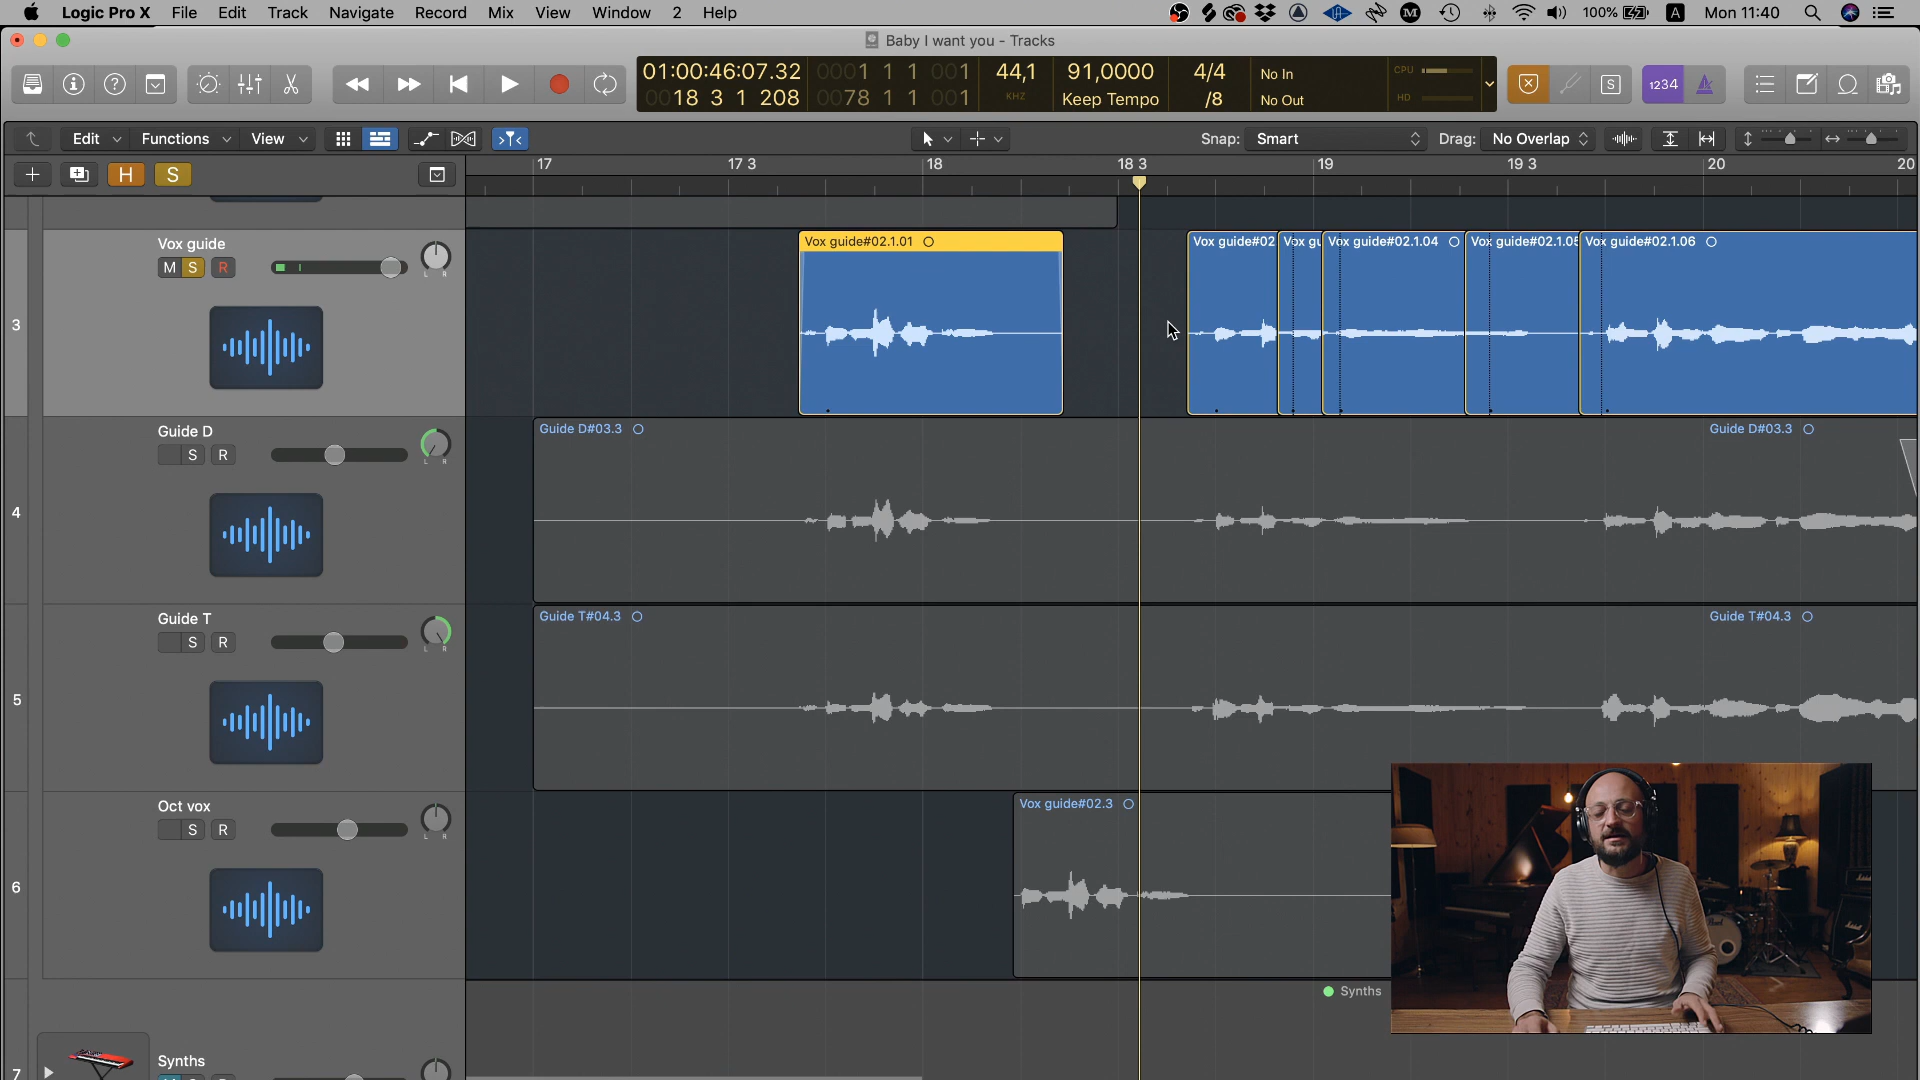 Logic Pro X File Edit Track Navigate Record Mix View Window 2 Help 100% A Mon 11:40
Baby I want you - Tracks
01:00:46:07.32 0001 1 1 001 44,1 91,0000 4/4 No In CPU
0018 3 1 208 0078 1 1 001 KHZ Keep Tempo /8 No Out HD
S 1234
Edit Functions View Snap: Smart Drag: No Overlap
H S
17 17 3 18 18 3 19 19 3 20 20
3
Vox guide
M S R
L R
Vox guide#02.1.01 Vox guide#02 Vox gu Vox guide#02.1.04 Vox guide#02.1.05 Vox guide#02.1.06
4
Guide D
S R
L R
Guide D#03.3 Guide D#03.3
5
Guide T
S R
L R
Guide T#04.3 Guide T#04.3
6
Oct vox
S R
L R
Vox guide#02.3
Synths
7
Synths